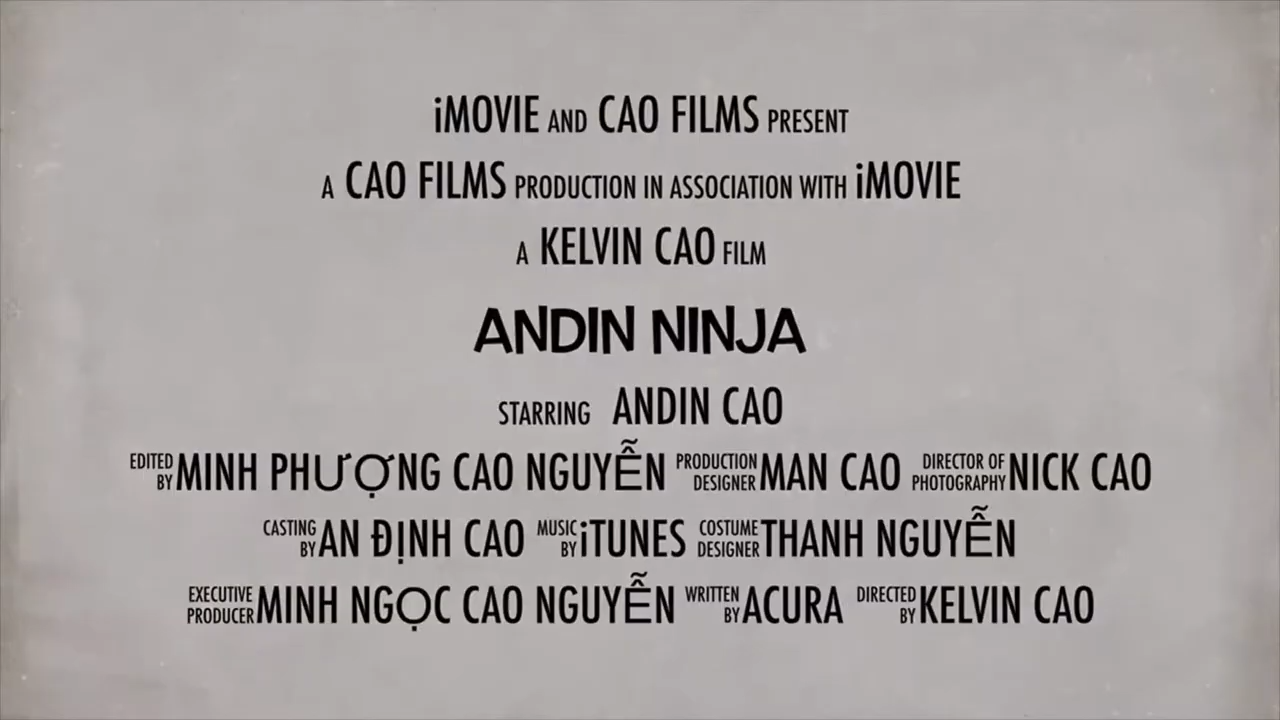 iMOVIE AND CAO FILMS PRESENT
A CAO FILMS PRODUCTION IN ASSOCIATION WITH iMOVIE
A KELVIN CAO FILM
ANDIN NINJA
STARRING ANDIN CAO
EDITED BY MINH PHƯỢNG CAO NGUYỄN PRODUCTION DESIGNER MAN CAO DIRECTOR OF PHOTOGRAPHY NICK CAO
CASTING BY AN ĐỊNH CAO MUSIC BY iTUNES COSTUME DESIGNER THANH NGUYỄN
EXECUTIVE PRODUCER MINH NGỌC CAO NGUYỄN WRITTEN BY ACURA DIRECTED BY KELVIN CAO